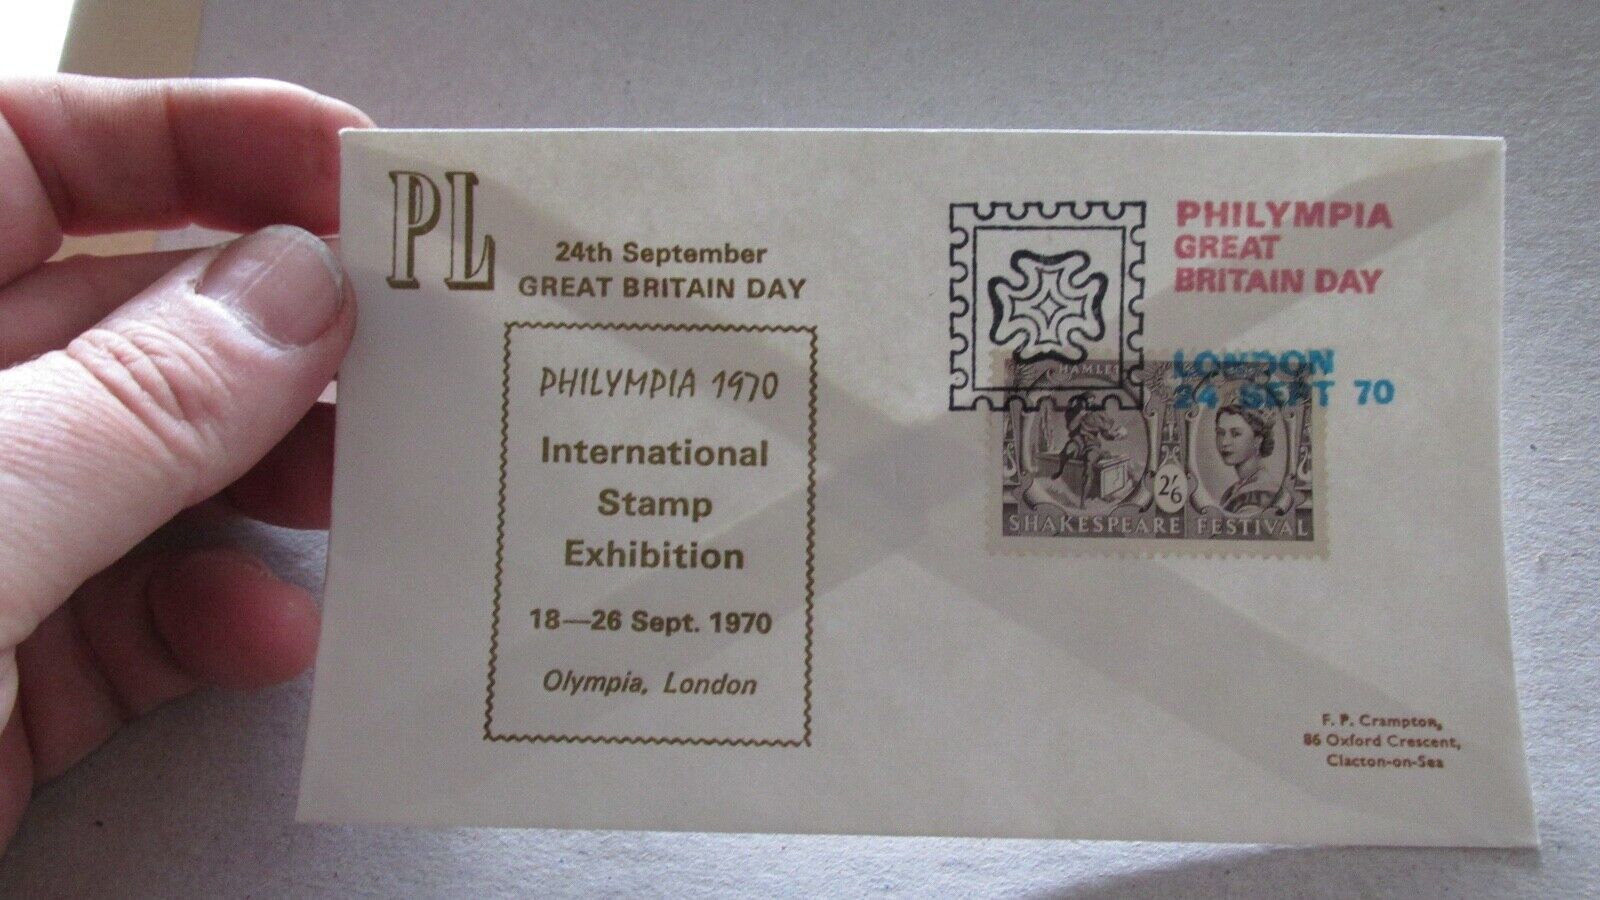 PL
24th September
GREAT BRITAIN DAY
PHILYMPIA 1970
International
Stamp
Exhibition
18—26 Sept. 1970
Olympia, London
PHILYMPIA
GREAT
BRITAIN DAY
LONDON
24 SEPT 70
HAMLET
2/6
SHAKESPEARE FESTIVAL
F. P. Crampton,
86 Oxford Crescent,
Clacton-on-Sea